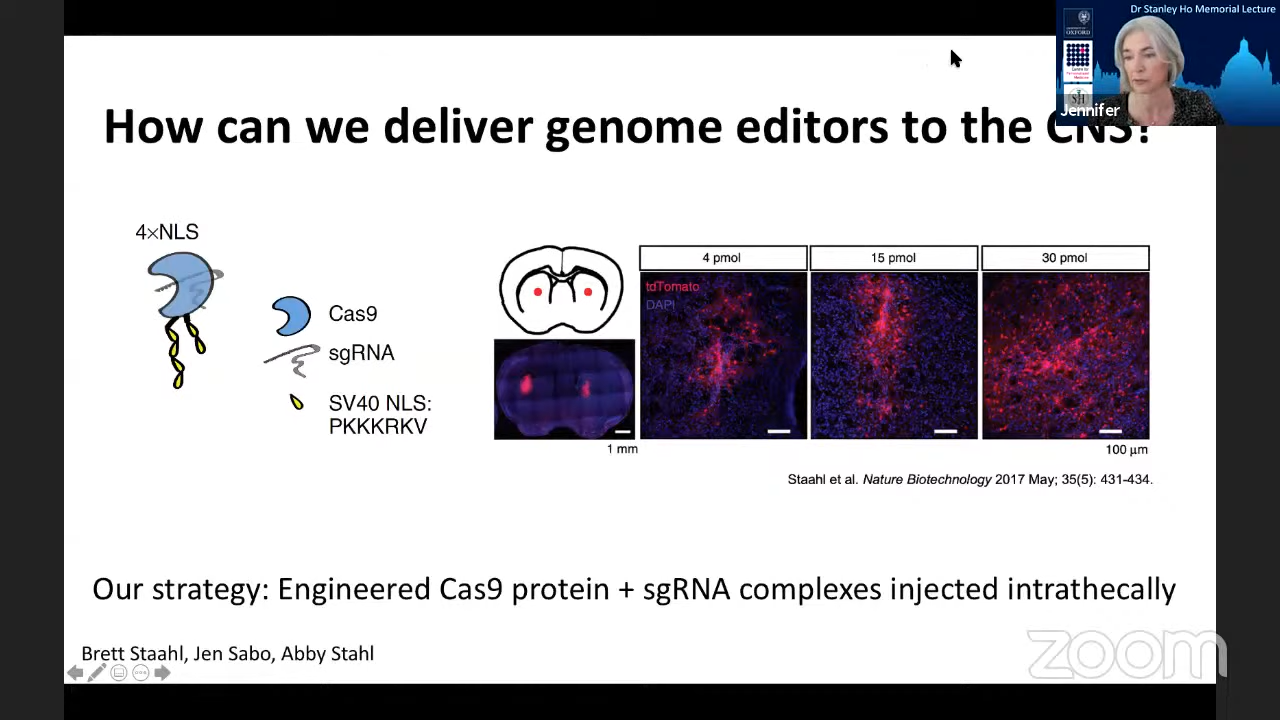 Dr Stanley Ho Memorial Lecture
OXFORD
Jennifer
How can we deliver genome editors to the CNS?
4×NLS
Cas9
sgRNA
SV40 NLS:
PKKKRKV
4 pmol
15 pmol
30 pmol
tdTomato
DAPI
1 mm
100 μm
Staahl et al. Nature Biotechnology 2017 May; 35(5): 431-434.
Our strategy: Engineered Cas9 protein + sgRNA complexes injected intrathecally
Brett Staahl, Jen Sabo, Abby Stahl
zoom